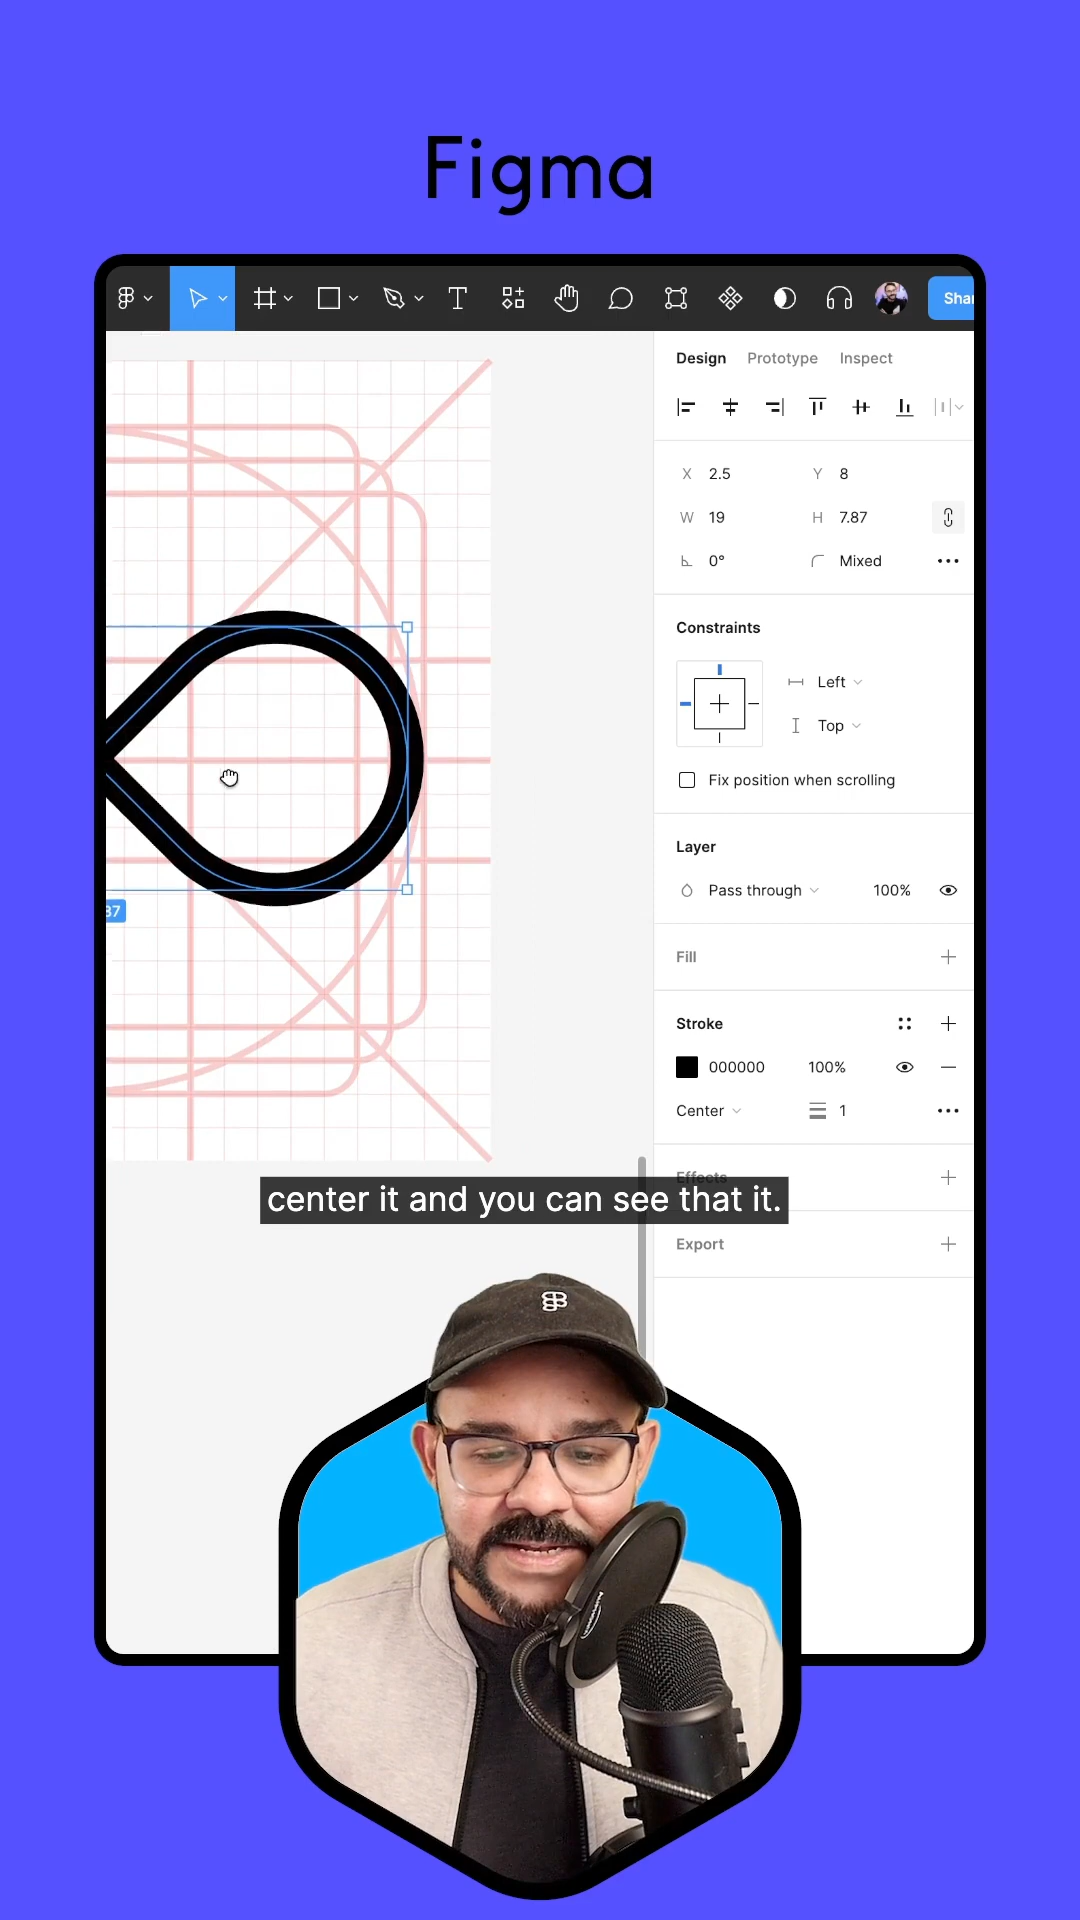 Figma
Shar
Design Prototype Inspect
X 2.5 Y 8
W 19 H 7.87
0° Mixed
Constraints
Left
Top
Fix position when scrolling
Layer
Pass through 100%
Fill
Stroke
000000 100%
Center 1
Effects
Export
37
center it and you can see that it.